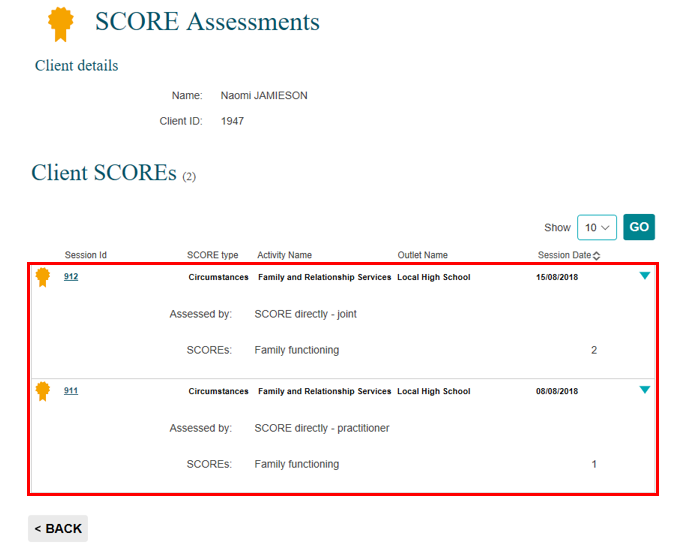 SCORE Assessments
Client details
Name: Naomi JAMIESON
Client ID: 1947
Client SCOREs (2)
Show 10 GO
Session Id SCORE type Activity Name Outlet Name Session Date
912 Circumstances Family and Relationship Services Local High School 15/08/2018
Assessed by: SCORE directly - joint
SCOREs: Family functioning 2
911 Circumstances Family and Relationship Services Local High School 08/08/2018
Assessed by: SCORE directly - practitioner
SCOREs: Family functioning 1
< BACK